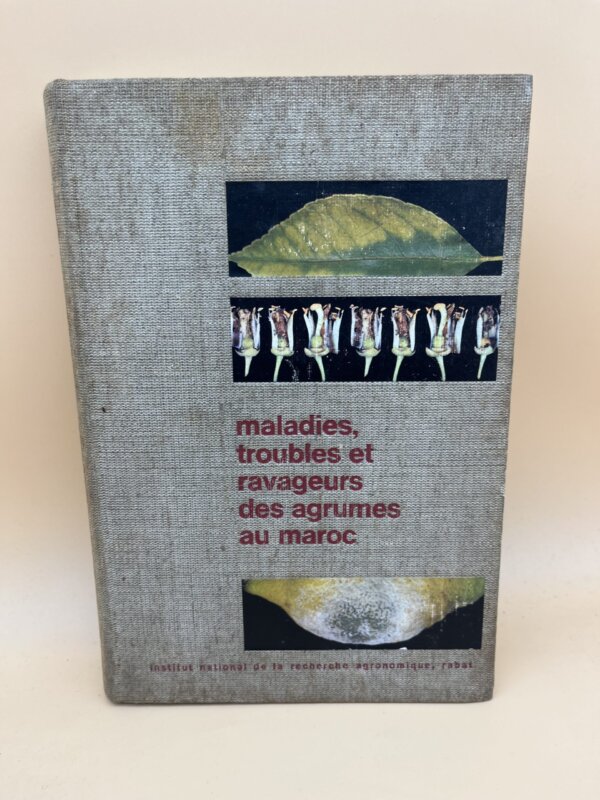 maladies,
troubles et
ravageurs
des agrumes
au maroc
institut national de la recherche agronomique, rabat